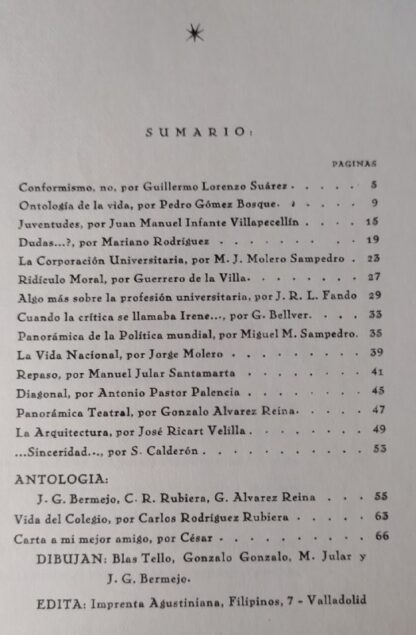 SUMARIO:
PAGINAS
Conformismo, no, por Guillermo Lorenzo Suárez . . . . . 5
Ontología de la vida, por Pedro Gómez Bosque. . . . . . 9
Juventudes, por Juan Manuel Infante Villapecellín . . . . 15
Dudas...?, por Mariano Rodríguez . . . . . . . . 19
La Corporación Universitaria, por M. J. Molero Sampedro . 23
Ridículo Moral, por Guerrero de la Villa. . . . . . . 27
Algo más sobre la profesión universitaria, por J. R. L. Fando 29
Cuando la crítica se llamaba Irene..., por G. Bellver. . . . 33
Panorámica de la Política mundial, por Miguel M. Sampedro. 35
La Vida Nacional, por Jorge Molero . . . . . . . . 39
Repaso, por Manuel Jular Santamarta . . . . . . . 41
Diagonal, por Antonio Pastor Palencia . . . . . . . 45
Panorámica Teatral, por Gonzalo Alvarez Reina. . . . . 47
La Arquitectura, por José Ricart Velilla . . . . . . . 49
...Sinceridad..., por S. Calderón . . . . . . . . . 53
ANTOLOGIA:
J. G. Bermejo, C. R. Rubiera, G. Alvarez Reina . . . 55
Vida del Colegio, por Carlos Rodríguez Rubiera . . . . . 63
Carta a mi mejor amigo, por César . . . . . . . . . 66
DIBUJAN: Blas Tello, Gonzalo Gonzalo, M. Jular y
J. G. Bermejo.
EDITA: Imprenta Agustiniana, Filipinos, 7 - Valladolid